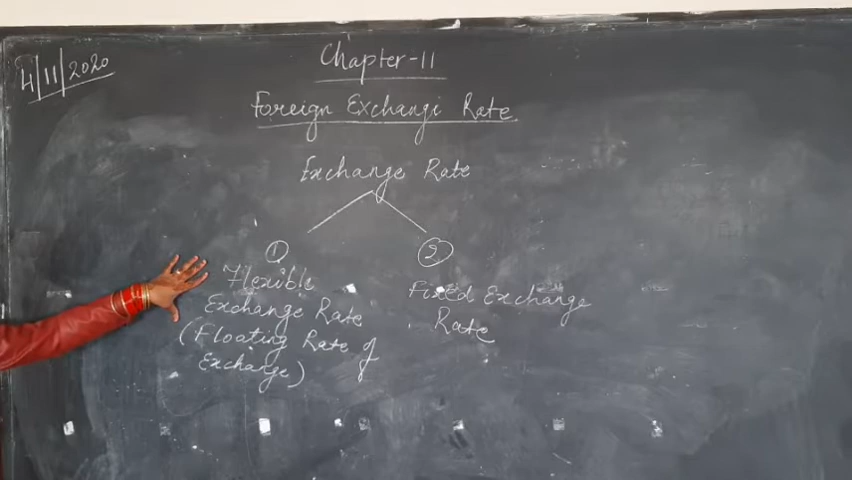 4/11/2020
Chapter-11
Foreign Exchange Rate
Exchange Rate
1
Flexible
Exchange Rate
(Floating Rate of
Exchange)
2
Fixed Exchange
Rate